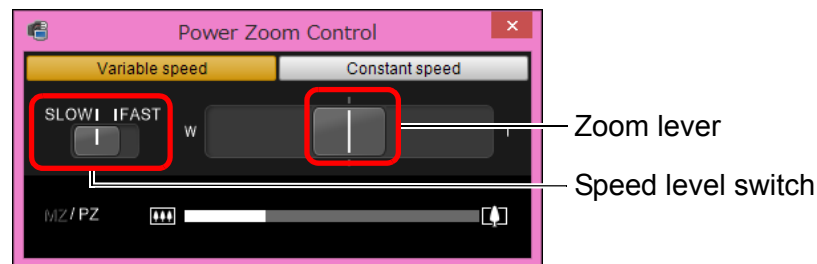 Power Zoom Control
Variable speed
Constant speed
SLOW FAST
W T
Zoom lever
Speed level switch
MZ/PZ